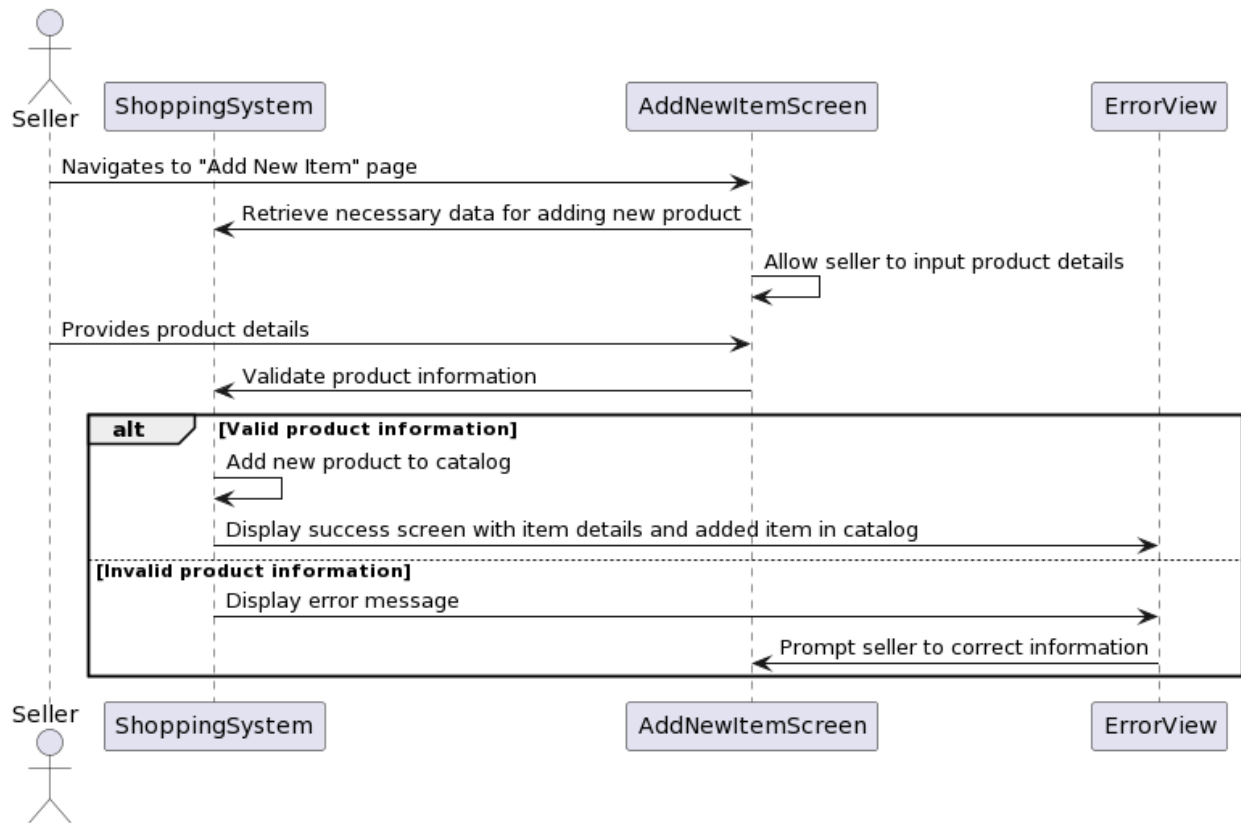 Seller
ShoppingSystem
AddNewItemScreen
ErrorView
Navigates to "Add New Item" page
Retrieve necessary data for adding new product
Allow seller to input product details
Provides product details
Validate product information
alt
[Valid product information]
Add new product to catalog
Display success screen with item details and added item in catalog
[Invalid product information]
Display error message
Prompt seller to correct information
Seller
ShoppingSystem
AddNewItemScreen
ErrorView